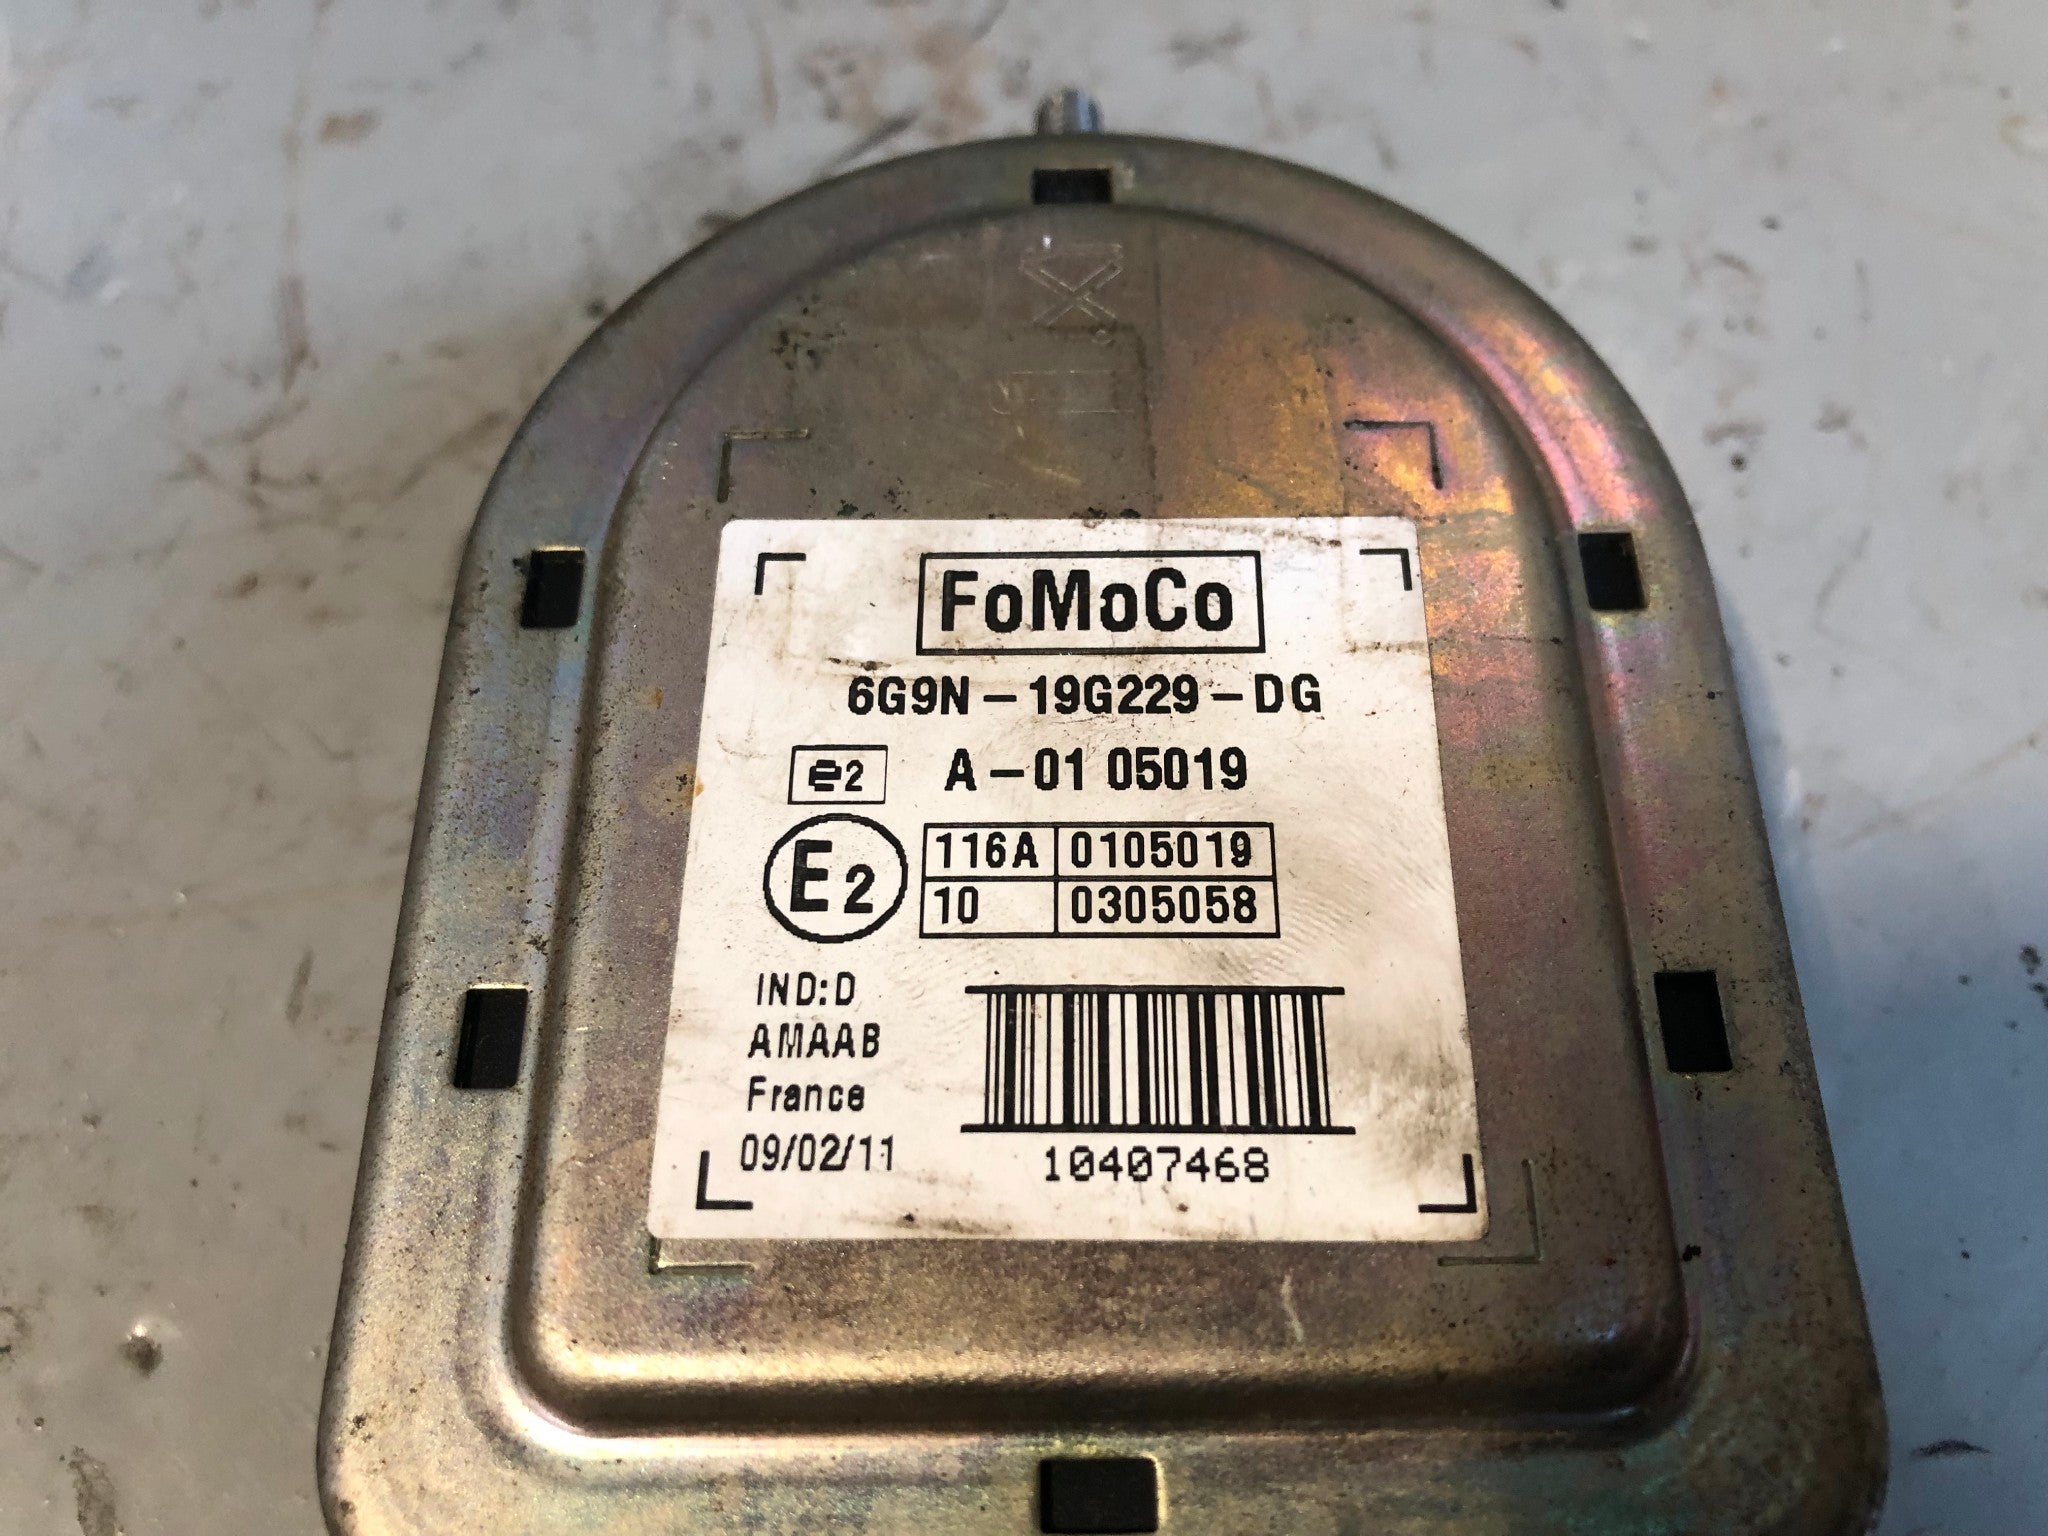 FoMoCo
6G9N-19G229-DG
e2 A-01 05019
E2 116A 0105019
10 0305058
IND:D
AMAAB
France
09/02/11
10407468